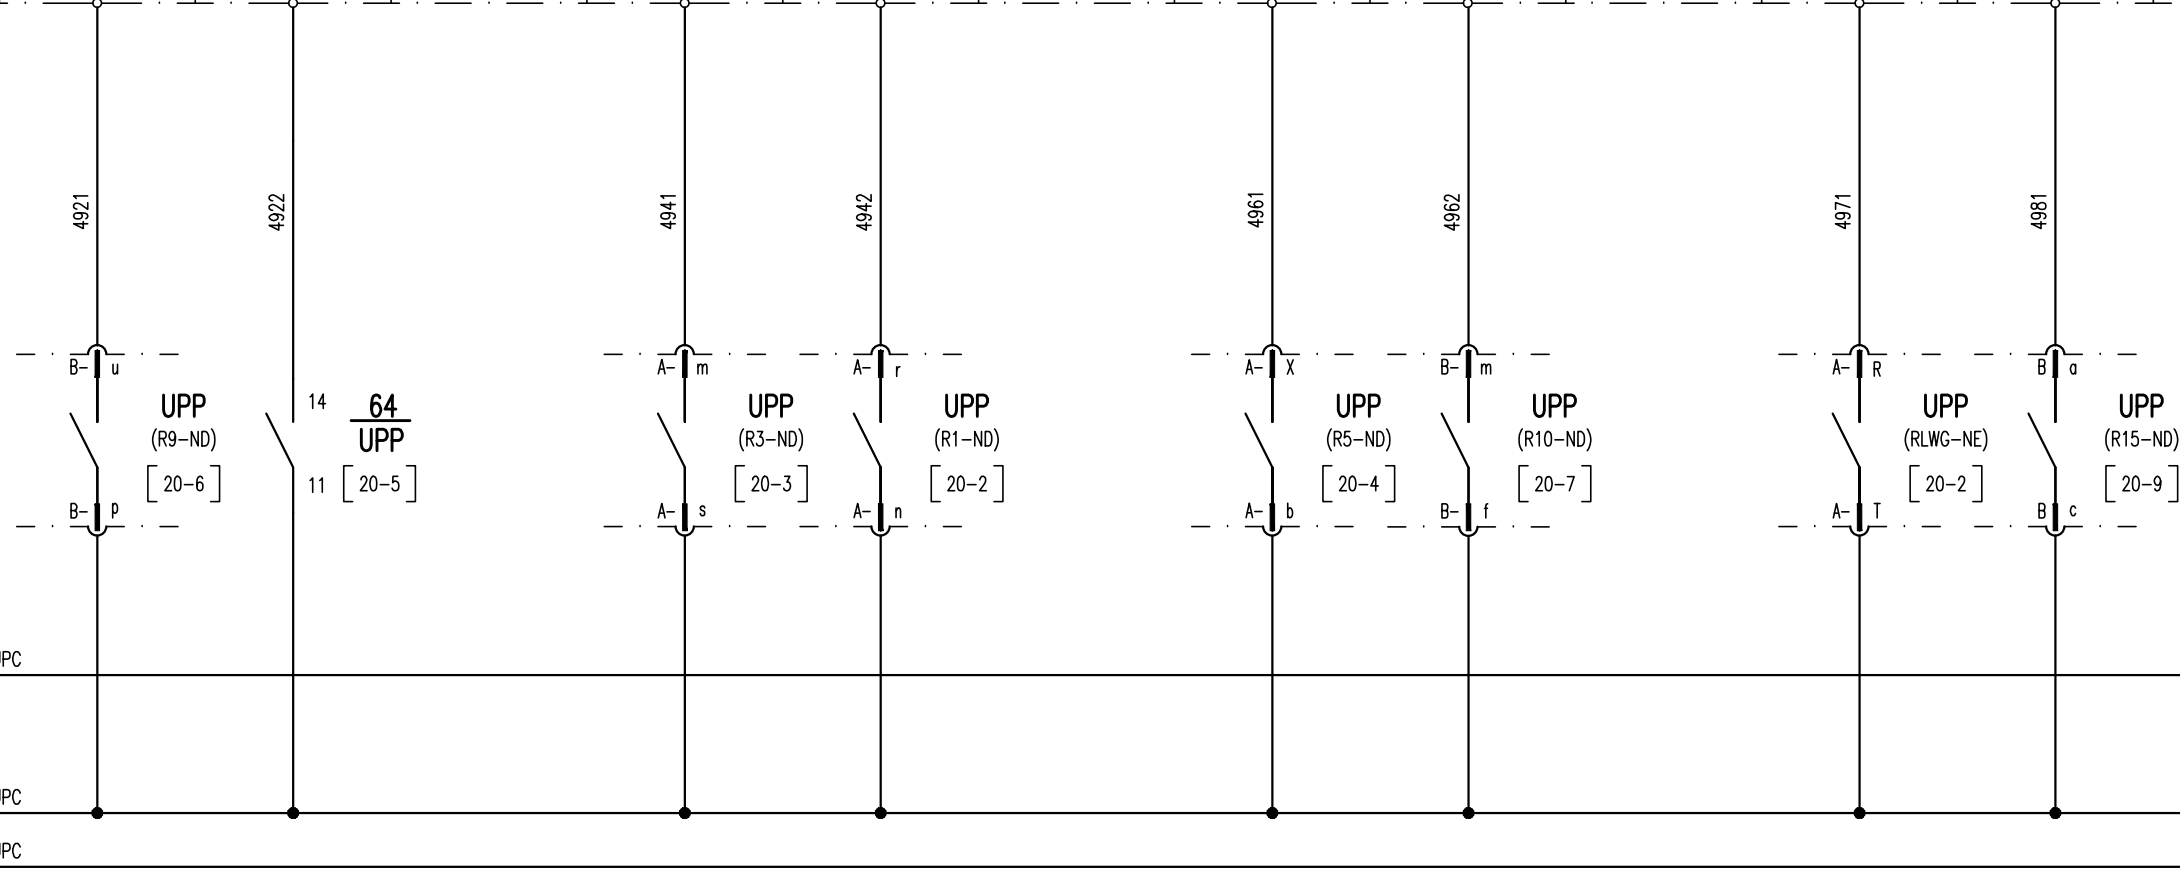 4921
4922
4941
4942
4961
4962
4971
4981
B- u
A- m
A- r
A- X
B- m
A- R
B a
UPP
(R9-ND)
[20-6]
14
64
UPP
11
[20-5]
UPP
(R3-ND)
[20-3]
UPP
(R1-ND)
[20-2]
UPP
(R5-ND)
[20-4]
UPP
(R10-ND)
[20-7]
UPP
(RLWG-NE)
[20-2]
UPP
(R15-ND)
[20-9]
B- p
A- s
A- n
A- b
B- f
A- T
B c
PC
PC
PC